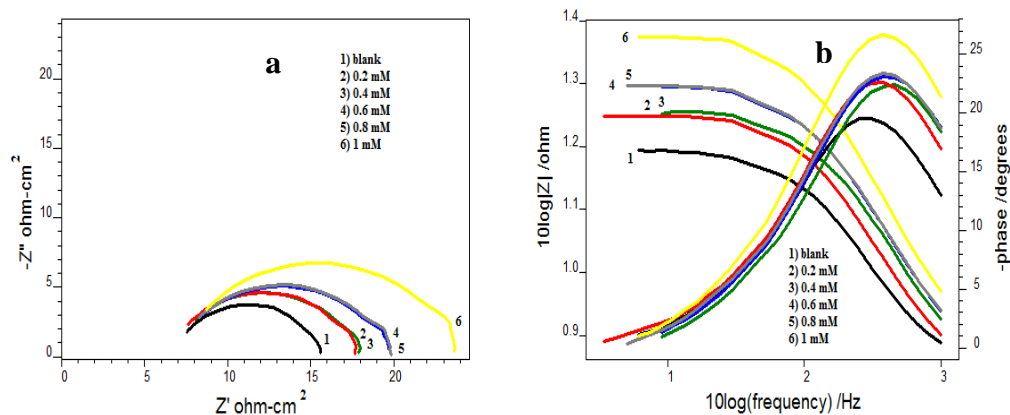 a
1) blank
2) 0.2 mM
3) 0.4 mM
4) 0.6 mM
5) 0.8 mM
6) 1 mM
-Z'' ohm-cm²
20
15
10
5
0
0
5
10
15
20
25
Z' ohm-cm²
1
2
3
4
5
6
b
10log|Z| /ohm
1.4
1.3
1.2
1.1
1.0
0.9
6
5
4
2
3
1
1) blank
2) 0.2 mM
3) 0.4 mM
4) 0.6 mM
5) 0.8 mM
6) 1 mM
25
20
15
10
5
0
-phase /degrees
1
2
3
10log(frequency) /Hz